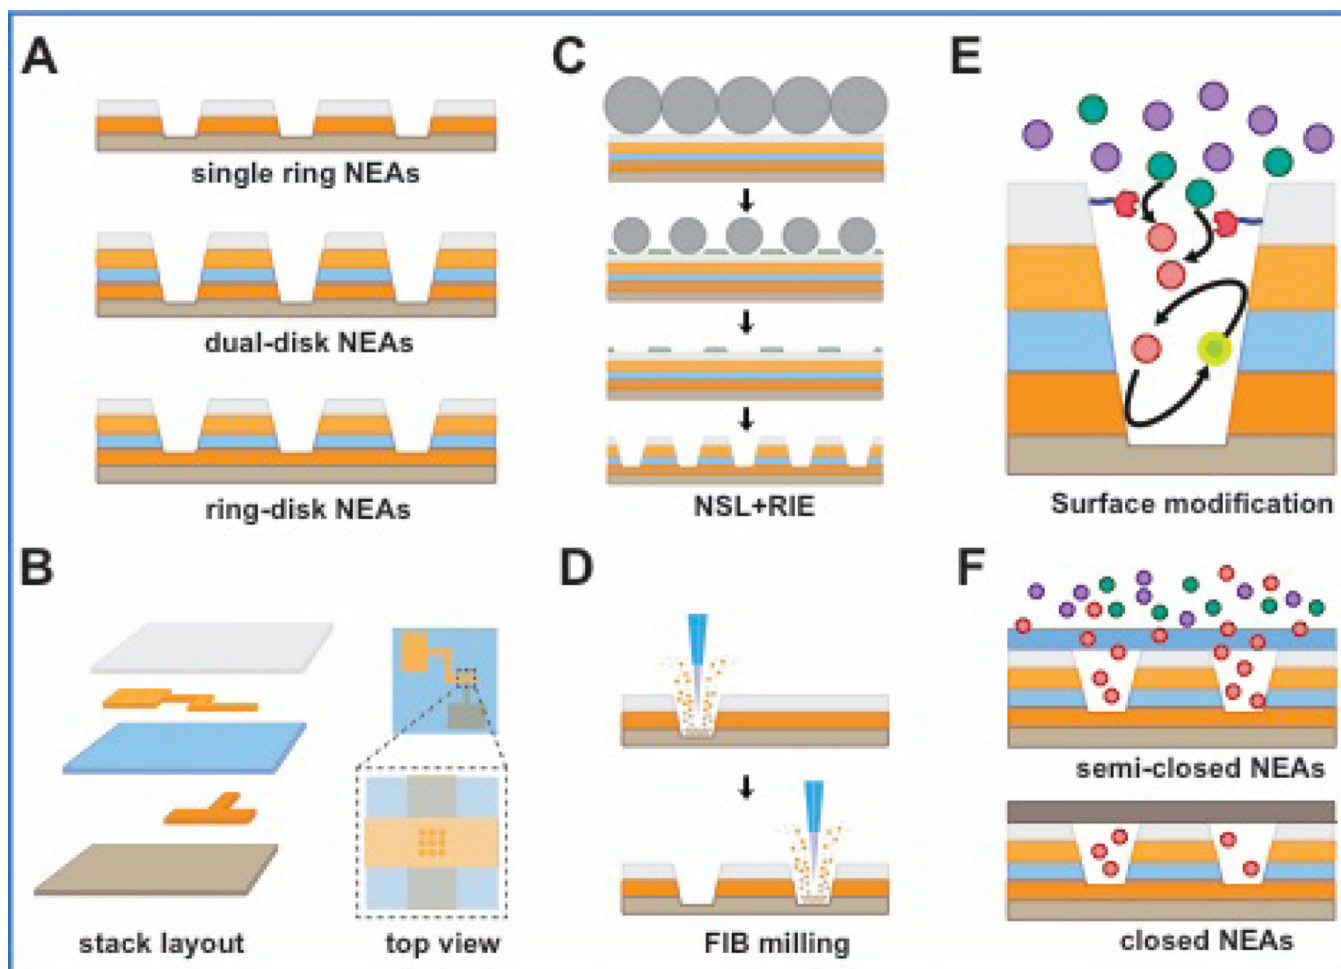 A
single ring NEAs
dual-disk NEAs
ring-disk NEAs
B
stack layout
top view
C
NSL+RIE
D
FIB milling
E
Surface modification
F
semi-closed NEAs
closed NEAs